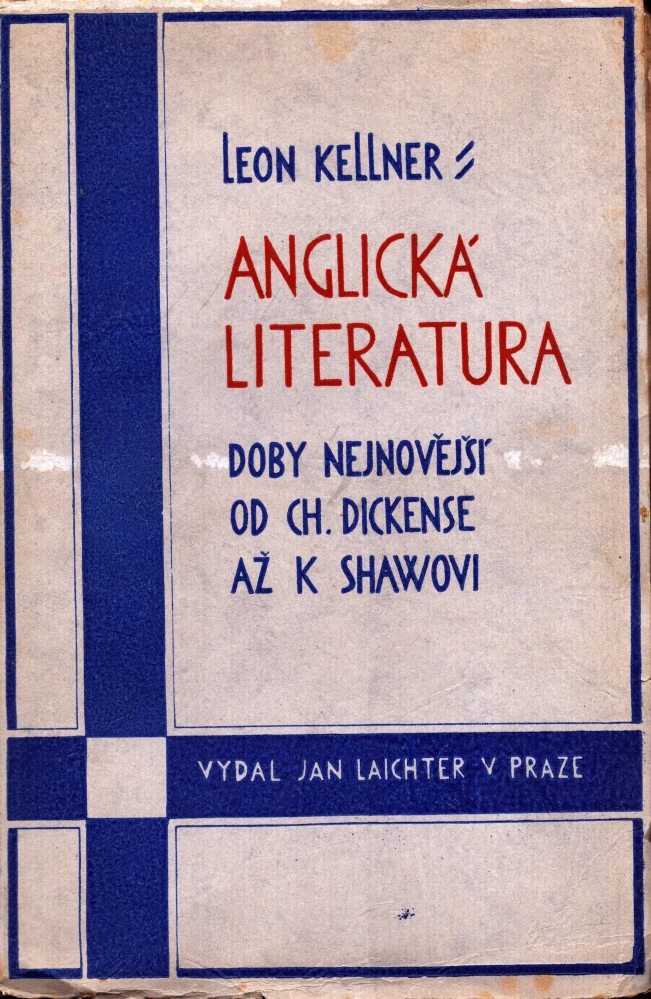 LEON KELLNER
ANGLICKÁ
LITERATURA
DOBY NEJNOVĚJŠÍ
OD CH. DICKENSE
AŽ K SHAWOVI
VYDAL JAN LAICHTER V PRAZE